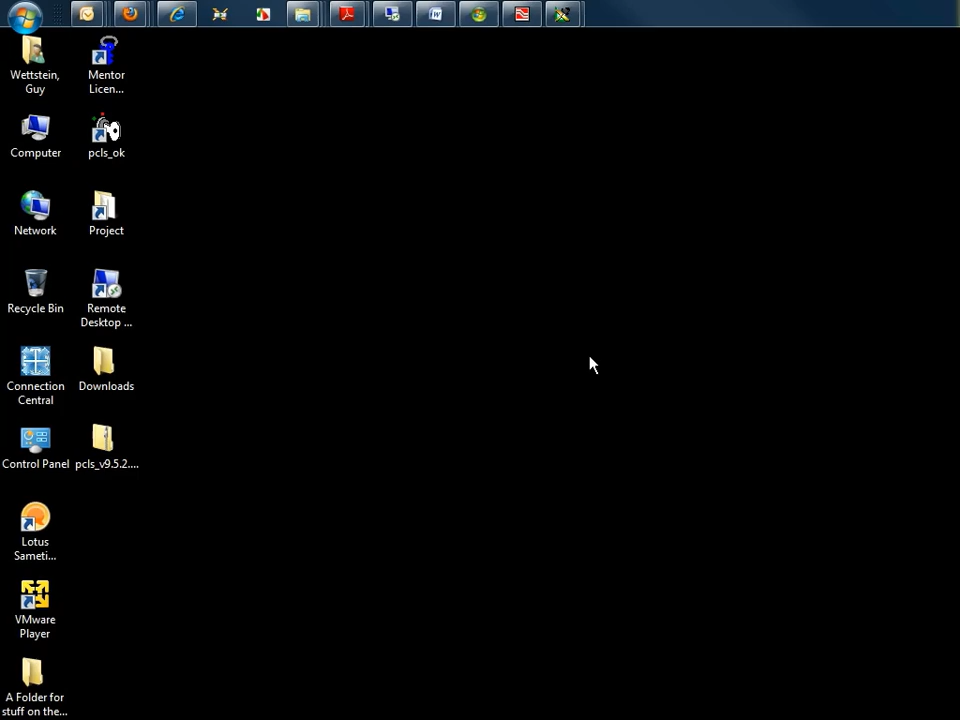 Wettstein,
Guy
Mentor
Licen...
Computer
pcls_ok
Network
Project
Recycle Bin
Remote
Desktop ...
Connection
Central
Downloads
Control Panel
pcls_v9.5.2....
Lotus
Sameti...
VMware
Player
A Folder for
stuff on the...